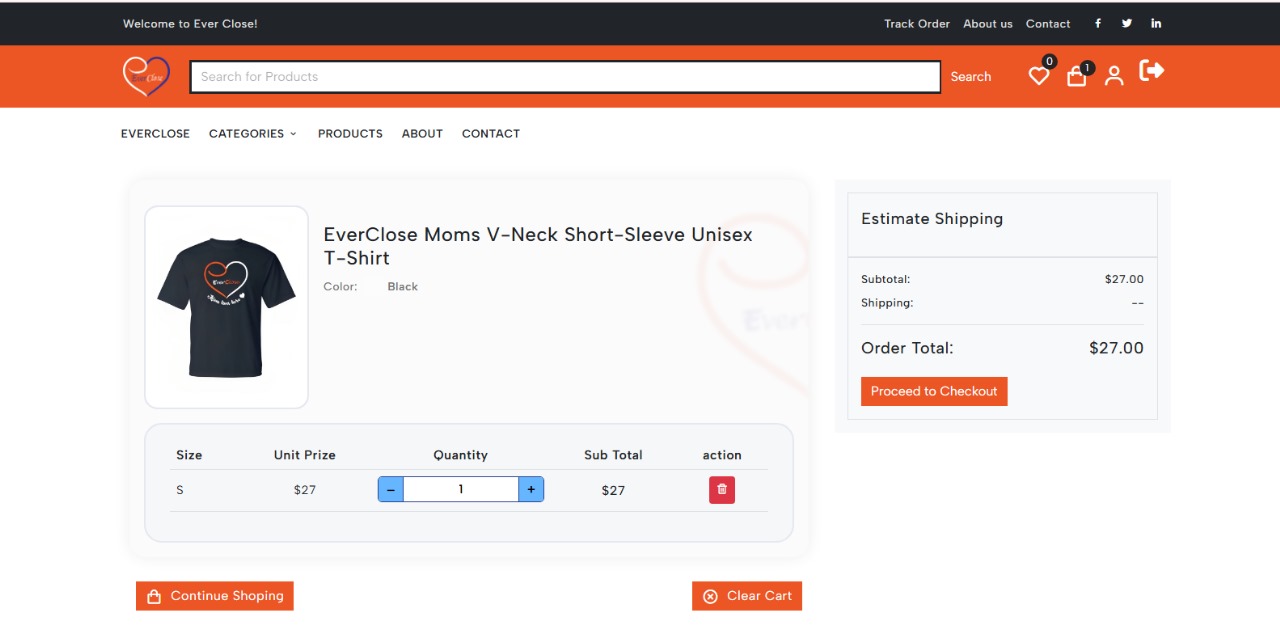 Welcome to Ever Close!
Track Order About us Contact
EverClose
Search for Products
Search
0
1
EVERCLOSE CATEGORIES PRODUCTS ABOUT CONTACT
EverClose Moms V-Neck Short-Sleeve Unisex
T-Shirt
Color: Black
Ever
Size Unit Prize Quantity Sub Total action
S $27 − 1 + $27
Continue Shoping
Clear Cart
Estimate Shipping
Subtotal: $27.00
Shipping: --
Order Total: $27.00
Proceed to Checkout